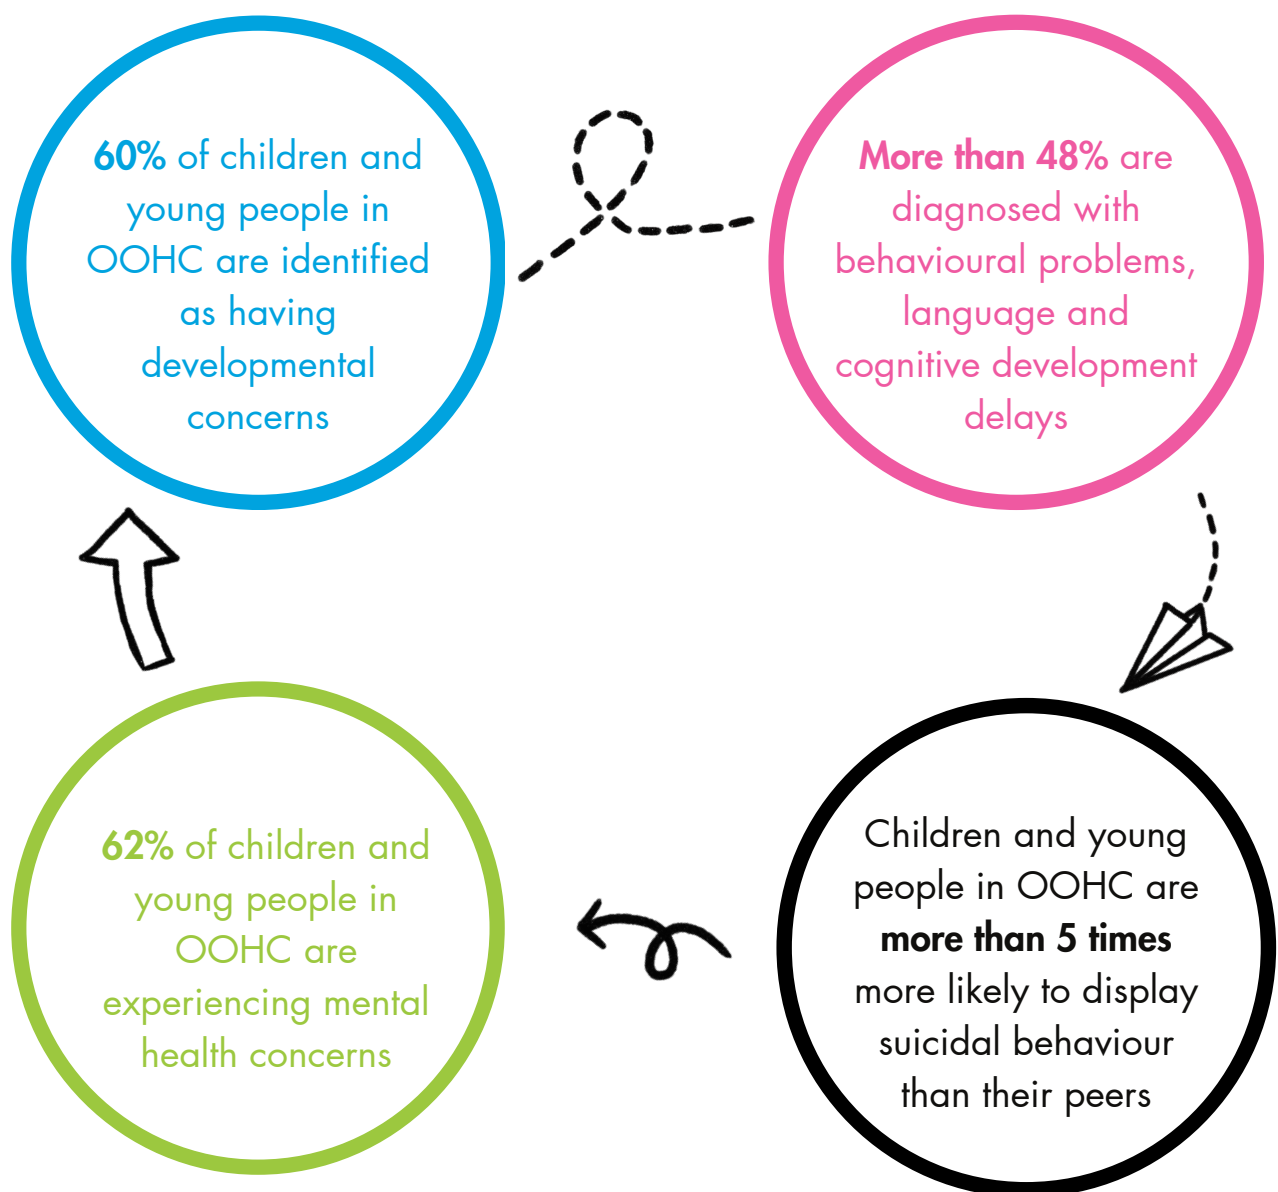 60% of children and
young people in
OOHC are identified
as having
developmental
concerns
More than 48% are
diagnosed with
behavioural problems,
language and
cognitive development
delays
Children and young
people in OOHC are
more than 5 times
more likely to display
suicidal behaviour
than their peers
62% of children and
young people in
OOHC are
experiencing mental
health concerns